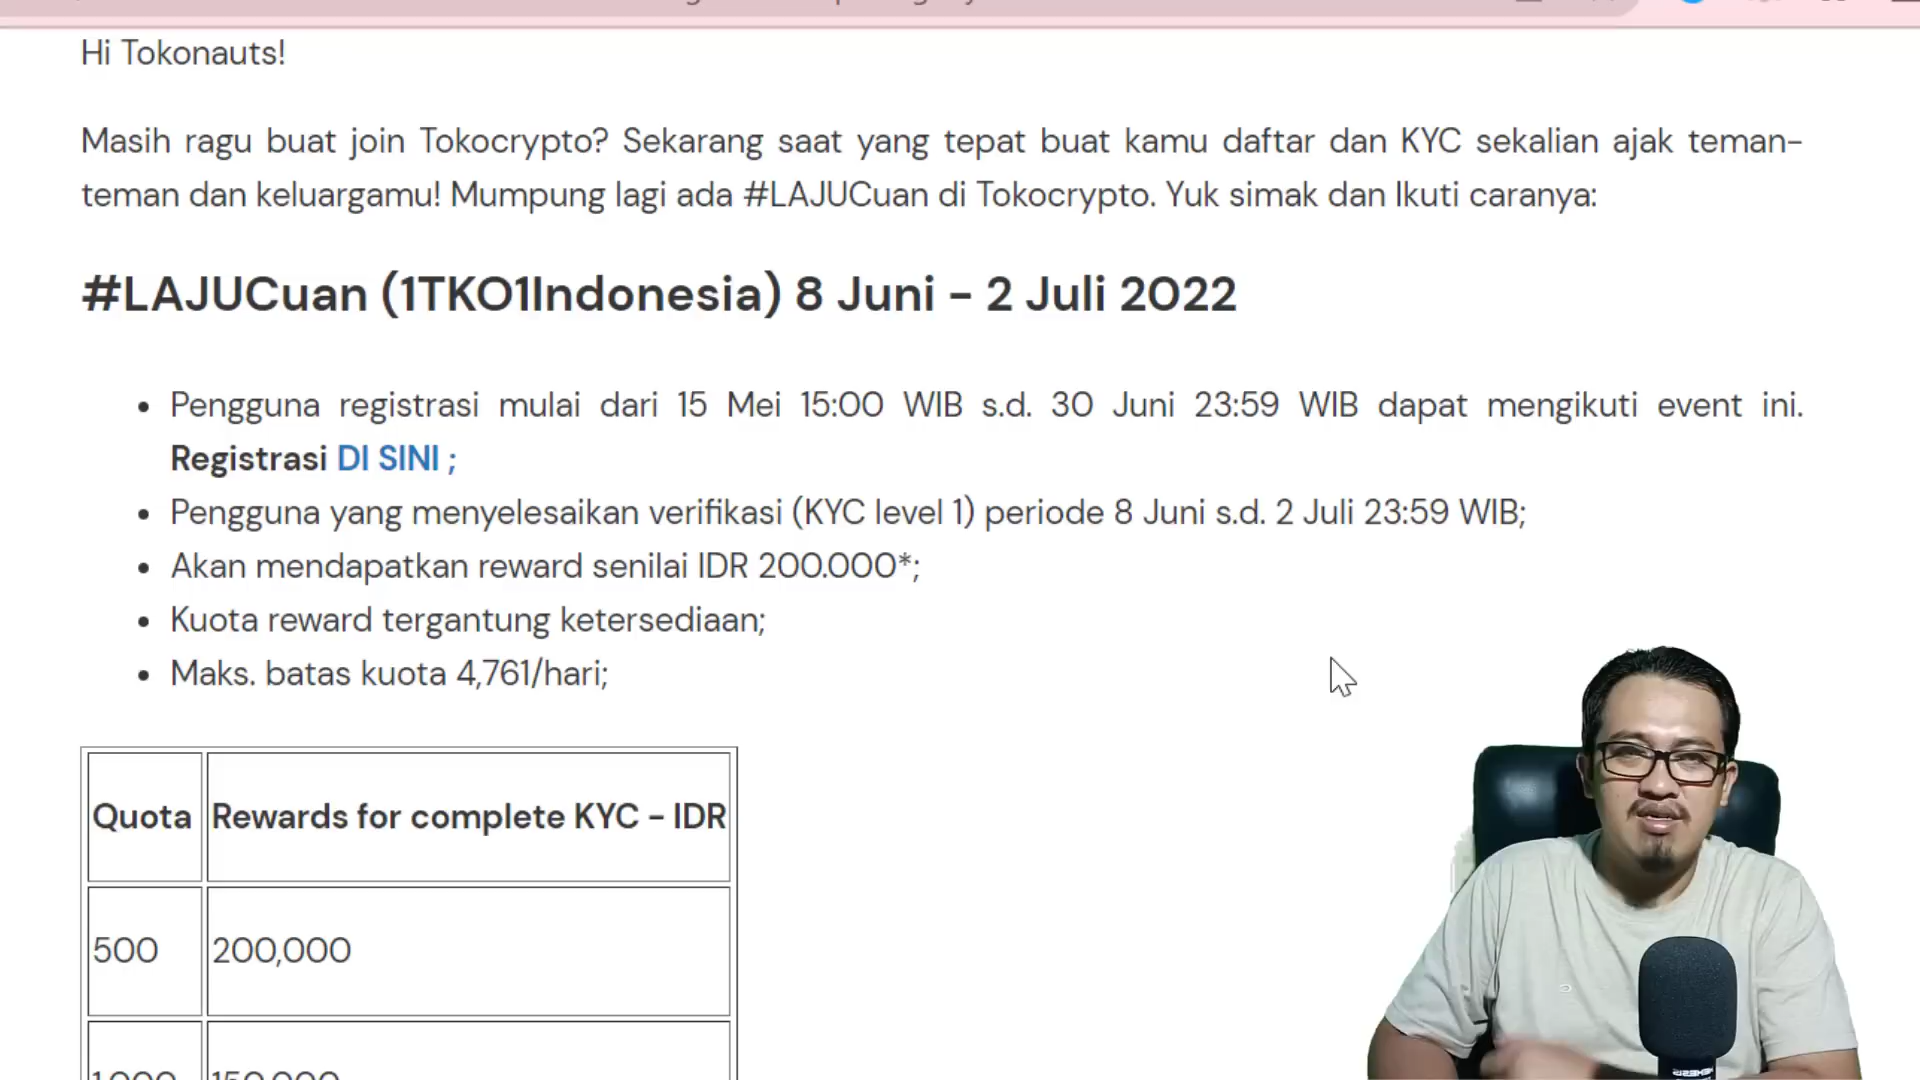 Hi Tokonauts!
Masih ragu buat join Tokocrypto? Sekarang saat yang tepat buat kamu daftar dan KYC sekalian ajak teman-
teman dan keluargamu! Mumpung lagi ada #LAJUCuan di Tokocrypto. Yuk simak dan Ikuti caranya:
#LAJUCuan (1TKO1Indonesia) 8 Juni – 2 Juli 2022
• Pengguna registrasi mulai dari 15 Mei 15:00 WIB s.d. 30 Juni 23:59 WIB dapat mengikuti event ini.
Registrasi DI SINI ;
• Pengguna yang menyelesaikan verifikasi (KYC level 1) periode 8 Juni s.d. 2 Juli 23:59 WIB;
• Akan mendapatkan reward senilai IDR 200.000*;
• Kuota reward tergantung ketersediaan;
• Maks. batas kuota 4,761/hari;
Quota Rewards for complete KYC – IDR
500 200,000
1,000 150,000